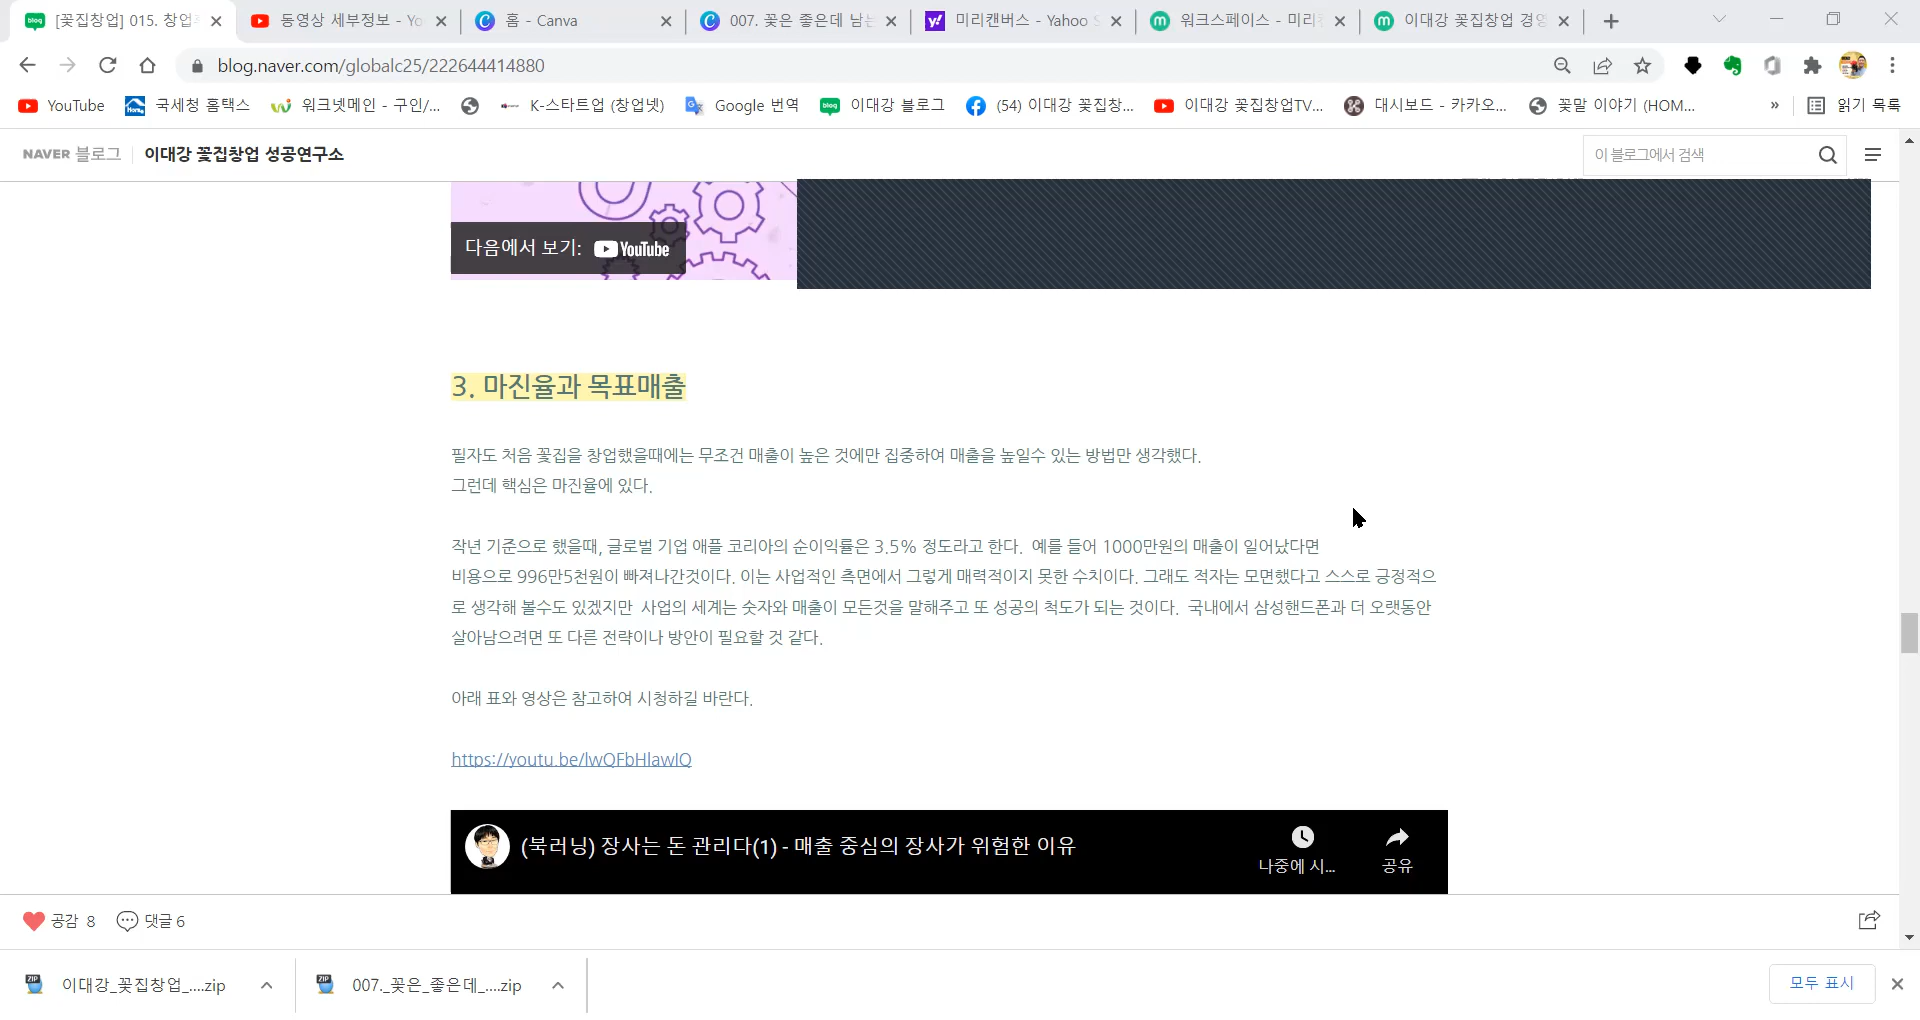 [꽃집창업] 015. 창업
동영상 세부정보 - Yo
홈 - Canva
007. 꽃은 좋은데 남는
미리캔버스 - Yahoo S
워크스페이스 - 미리
이대강 꽃집창업 경영
blog.naver.com/globalc25/222644414880
YouTube
국세청 홈택스
워크넷메인 - 구인/...
K-스타트업 (창업넷)
Google 번역
이대강 블로그
(54) 이대강 꽃집창...
이대강 꽃집창업TV...
대시보드 - 카카오...
꽃말 이야기 (HOM...
»
읽기 목록
NAVER 블로그
이대강 꽃집창업 성공연구소
이 블로그에서 검색
다음에서 보기: YouTube
3. 마진율과 목표매출
필자도 처음 꽃집을 창업했을때에는 무조건 매출이 높은 것에만 집중하여 매출을 높일수 있는 방법만 생각했다.
그런데 핵심은 마진율에 있다.
작년 기준으로 했을때, 글로벌 기업 애플 코리아의 순이익률은 3.5% 정도라고 한다. 예를 들어 1000만원의 매출이 일어났다면
비용으로 996만5천원이 빠져나간것이다. 이는 사업적인 측면에서 그렇게 매력적이지 못한 수치이다. 그래도 적자는 모면했다고 스스로 긍정적으
로 생각해 볼수도 있겠지만 사업의 세계는 숫자와 매출이 모든것을 말해주고 또 성공의 척도가 되는 것이다. 국내에서 삼성핸드폰과 더 오랫동안
살아남으려면 또 다른 전략이나 방안이 필요할 것 같다.
아래 표와 영상은 참고하여 시청하길 바란다.
https://youtu.be/lwQFbHlawIQ
(북러닝) 장사는 돈 관리다(1) - 매출 중심의 장사가 위험한 이유
나중에 시...
공유
공감 8
댓글 6
이대강_꽃집창업_....zip
007._꽃은_좋은데_....zip
모두 표시